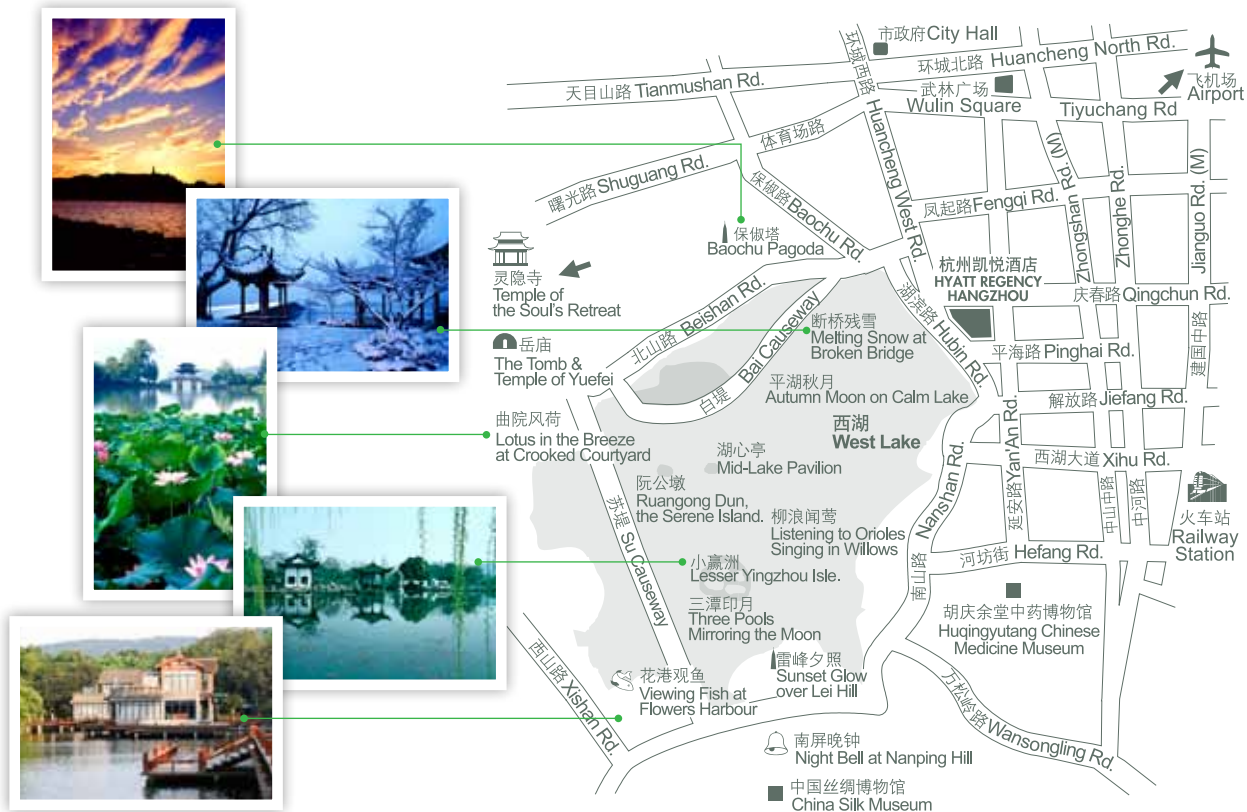 市政府City Hall
环城西路 Huancheng West Rd.
环城北路 Huancheng North Rd.
飞机场
Airport
武林广场
Wulin Square
天目山路 Tianmushan Rd.
Tiyuchang Rd
体育场路
曙光路 Shuguang Rd.
保俶路 Baochu Rd.
凤起路 Fengqi Rd.
Zhongshan Rd. (M)
Zhonghe Rd.
Jianguo Rd. (M)
保俶塔
Baochu Pagoda
灵隐寺
Temple of
the Soul's Retreat
杭州凯悦酒店
HYATT REGENCY
HANGZHOU
庆春路 Qingchun Rd.
北山路 Beishan Rd.
白堤 Bai Causeway
湖滨路 Hubin Rd.
断桥残雪
Melting Snow at
Broken Bridge
岳庙
The Tomb &
Temple of Yuefei
平海路 Pinghai Rd.
建国中路
平湖秋月
Autumn Moon on Calm Lake
解放路 Jiefang Rd.
曲院风荷
Lotus in the Breeze
at Crooked Courtyard
西湖
West Lake
湖心亭
Mid-Lake Pavilion
延安路 Yan'An Rd.
西湖大道 Xihu Rd.
中山中路
中河路
阮公墩
Ruangong Dun,
the Serene Island.
苏堤 Su Causeway
柳浪闻莺
Listening to Orioles
Singing in Willows
南山路 Nanshan Rd.
火车站
Railway
Station
河坊街 Hefang Rd.
小赢洲
Lesser Yingzhou Isle.
三潭印月
Three Pools
Mirroring the Moon
胡庆余堂中药博物馆
Huqingyutang Chinese
Medicine Museum
西山路 Xishan Rd.
花港观鱼
Viewing Fish at
Flowers Harbour
雷峰夕照
Sunset Glow
over Lei Hill
万松岭路 Wansongling Rd.
南屏晚钟
Night Bell at Nanping Hill
中国丝绸博物馆
China Silk Museum